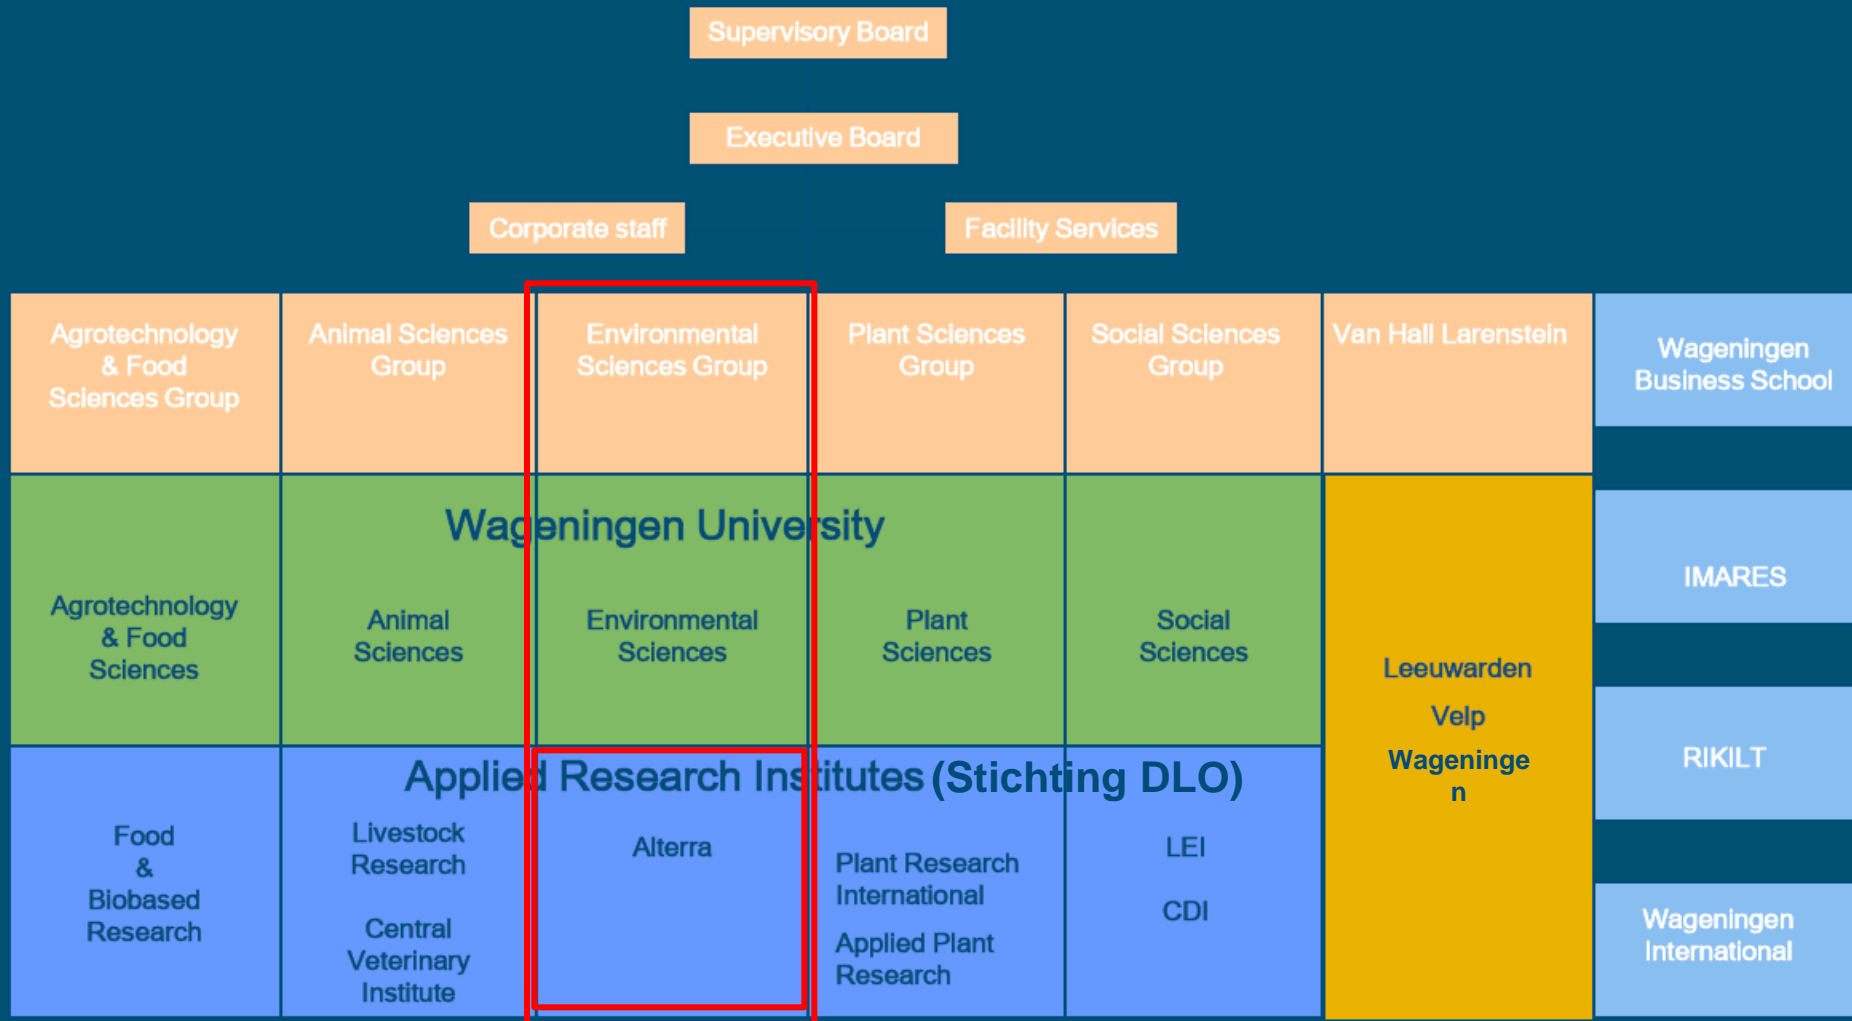 Supervisory Board
Executive Board
Corporate staff
Facility Services
Agrotechnology
& Food
Sciences Group
Animal Sciences
Group
Environmental
Sciences Group
Plant Sciences
Group
Social Sciences
Group
Van Hall Larenstein
Wageningen
Business School
Wageningen University
Agrotechnology
& Food
Sciences
Animal
Sciences
Environmental
Sciences
Plant
Sciences
Social
Sciences
Leeuwarden
Velp
Wageninge
n
IMARES
RIKILT
Applied Research Institutes (Stichting DLO)
Food
&
Biobased
Research
Livestock
Research
Central
Veterinary
Institute
Alterra
Plant Research
International
Applied Plant
Research
LEI
CDI
Wageningen
International